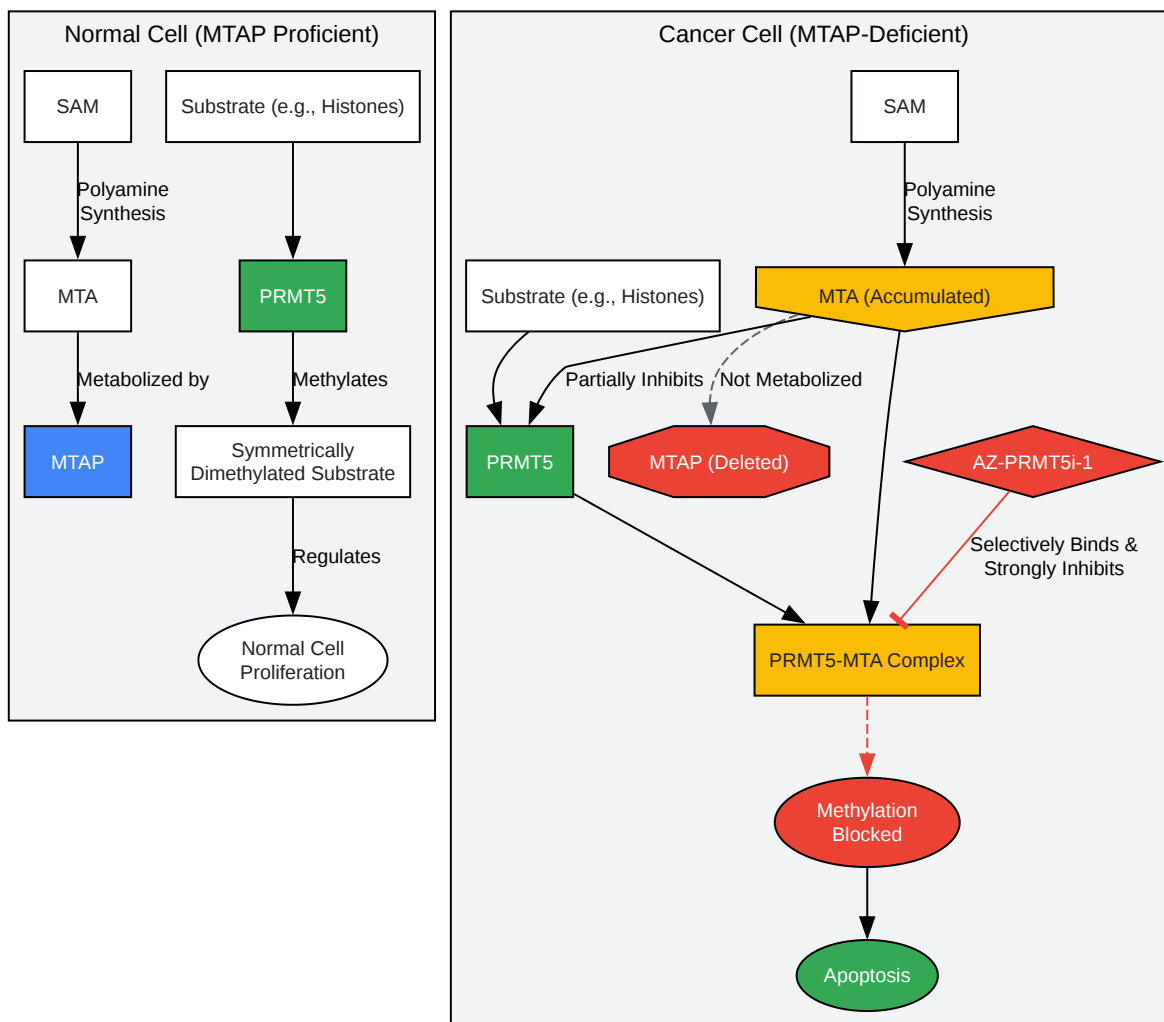 Normal Cell (MTAP Proficient)
SAM
Substrate (e.g., Histones)
Polyamine
Synthesis
MTA
PRMT5
Metabolized by
Methylates
MTAP
Symmetrically
Dimethylated Substrate
Regulates
Normal Cell
Proliferation
Cancer Cell (MTAP-Deficient)
SAM
Polyamine
Synthesis
Substrate (e.g., Histones)
MTA (Accumulated)
Partially Inhibits
Not Metabolized
PRMT5
MTAP (Deleted)
AZ-PRMT5i-1
Selectively Binds &
Strongly Inhibits
PRMT5-MTA Complex
Methylation
Blocked
Apoptosis